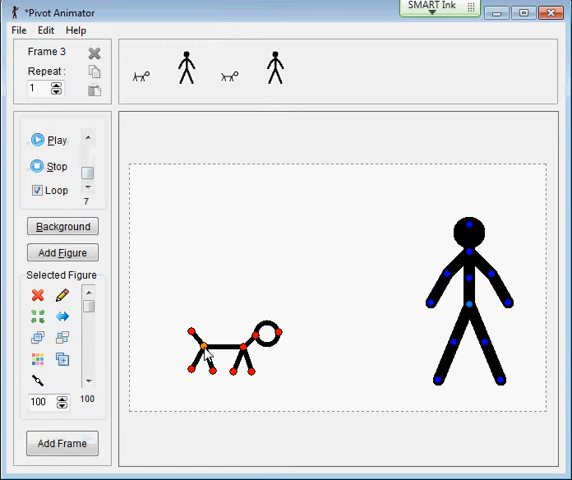 *Pivot Animator
SMART Ink
File Edit Help
Frame 3
Repeat :
1
Play
Stop
Loop
7
Background
Add Figure
Selected Figure
100
100
Add Frame